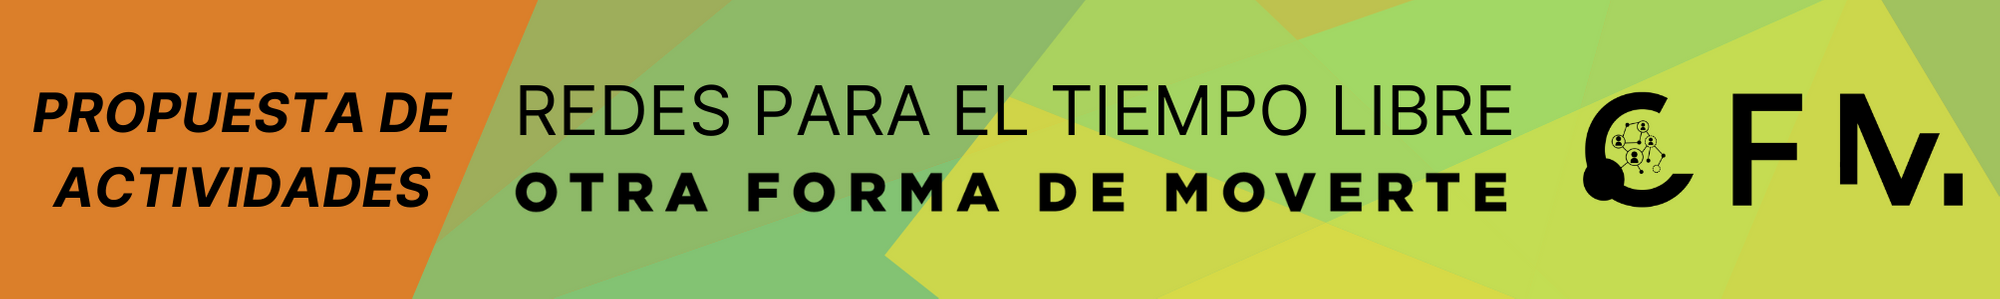 PROPUESTA DE
ACTIVIDADES
REDES PARA EL TIEMPO LIBRE
OTRA FORMA DE MOVERTE
CFM